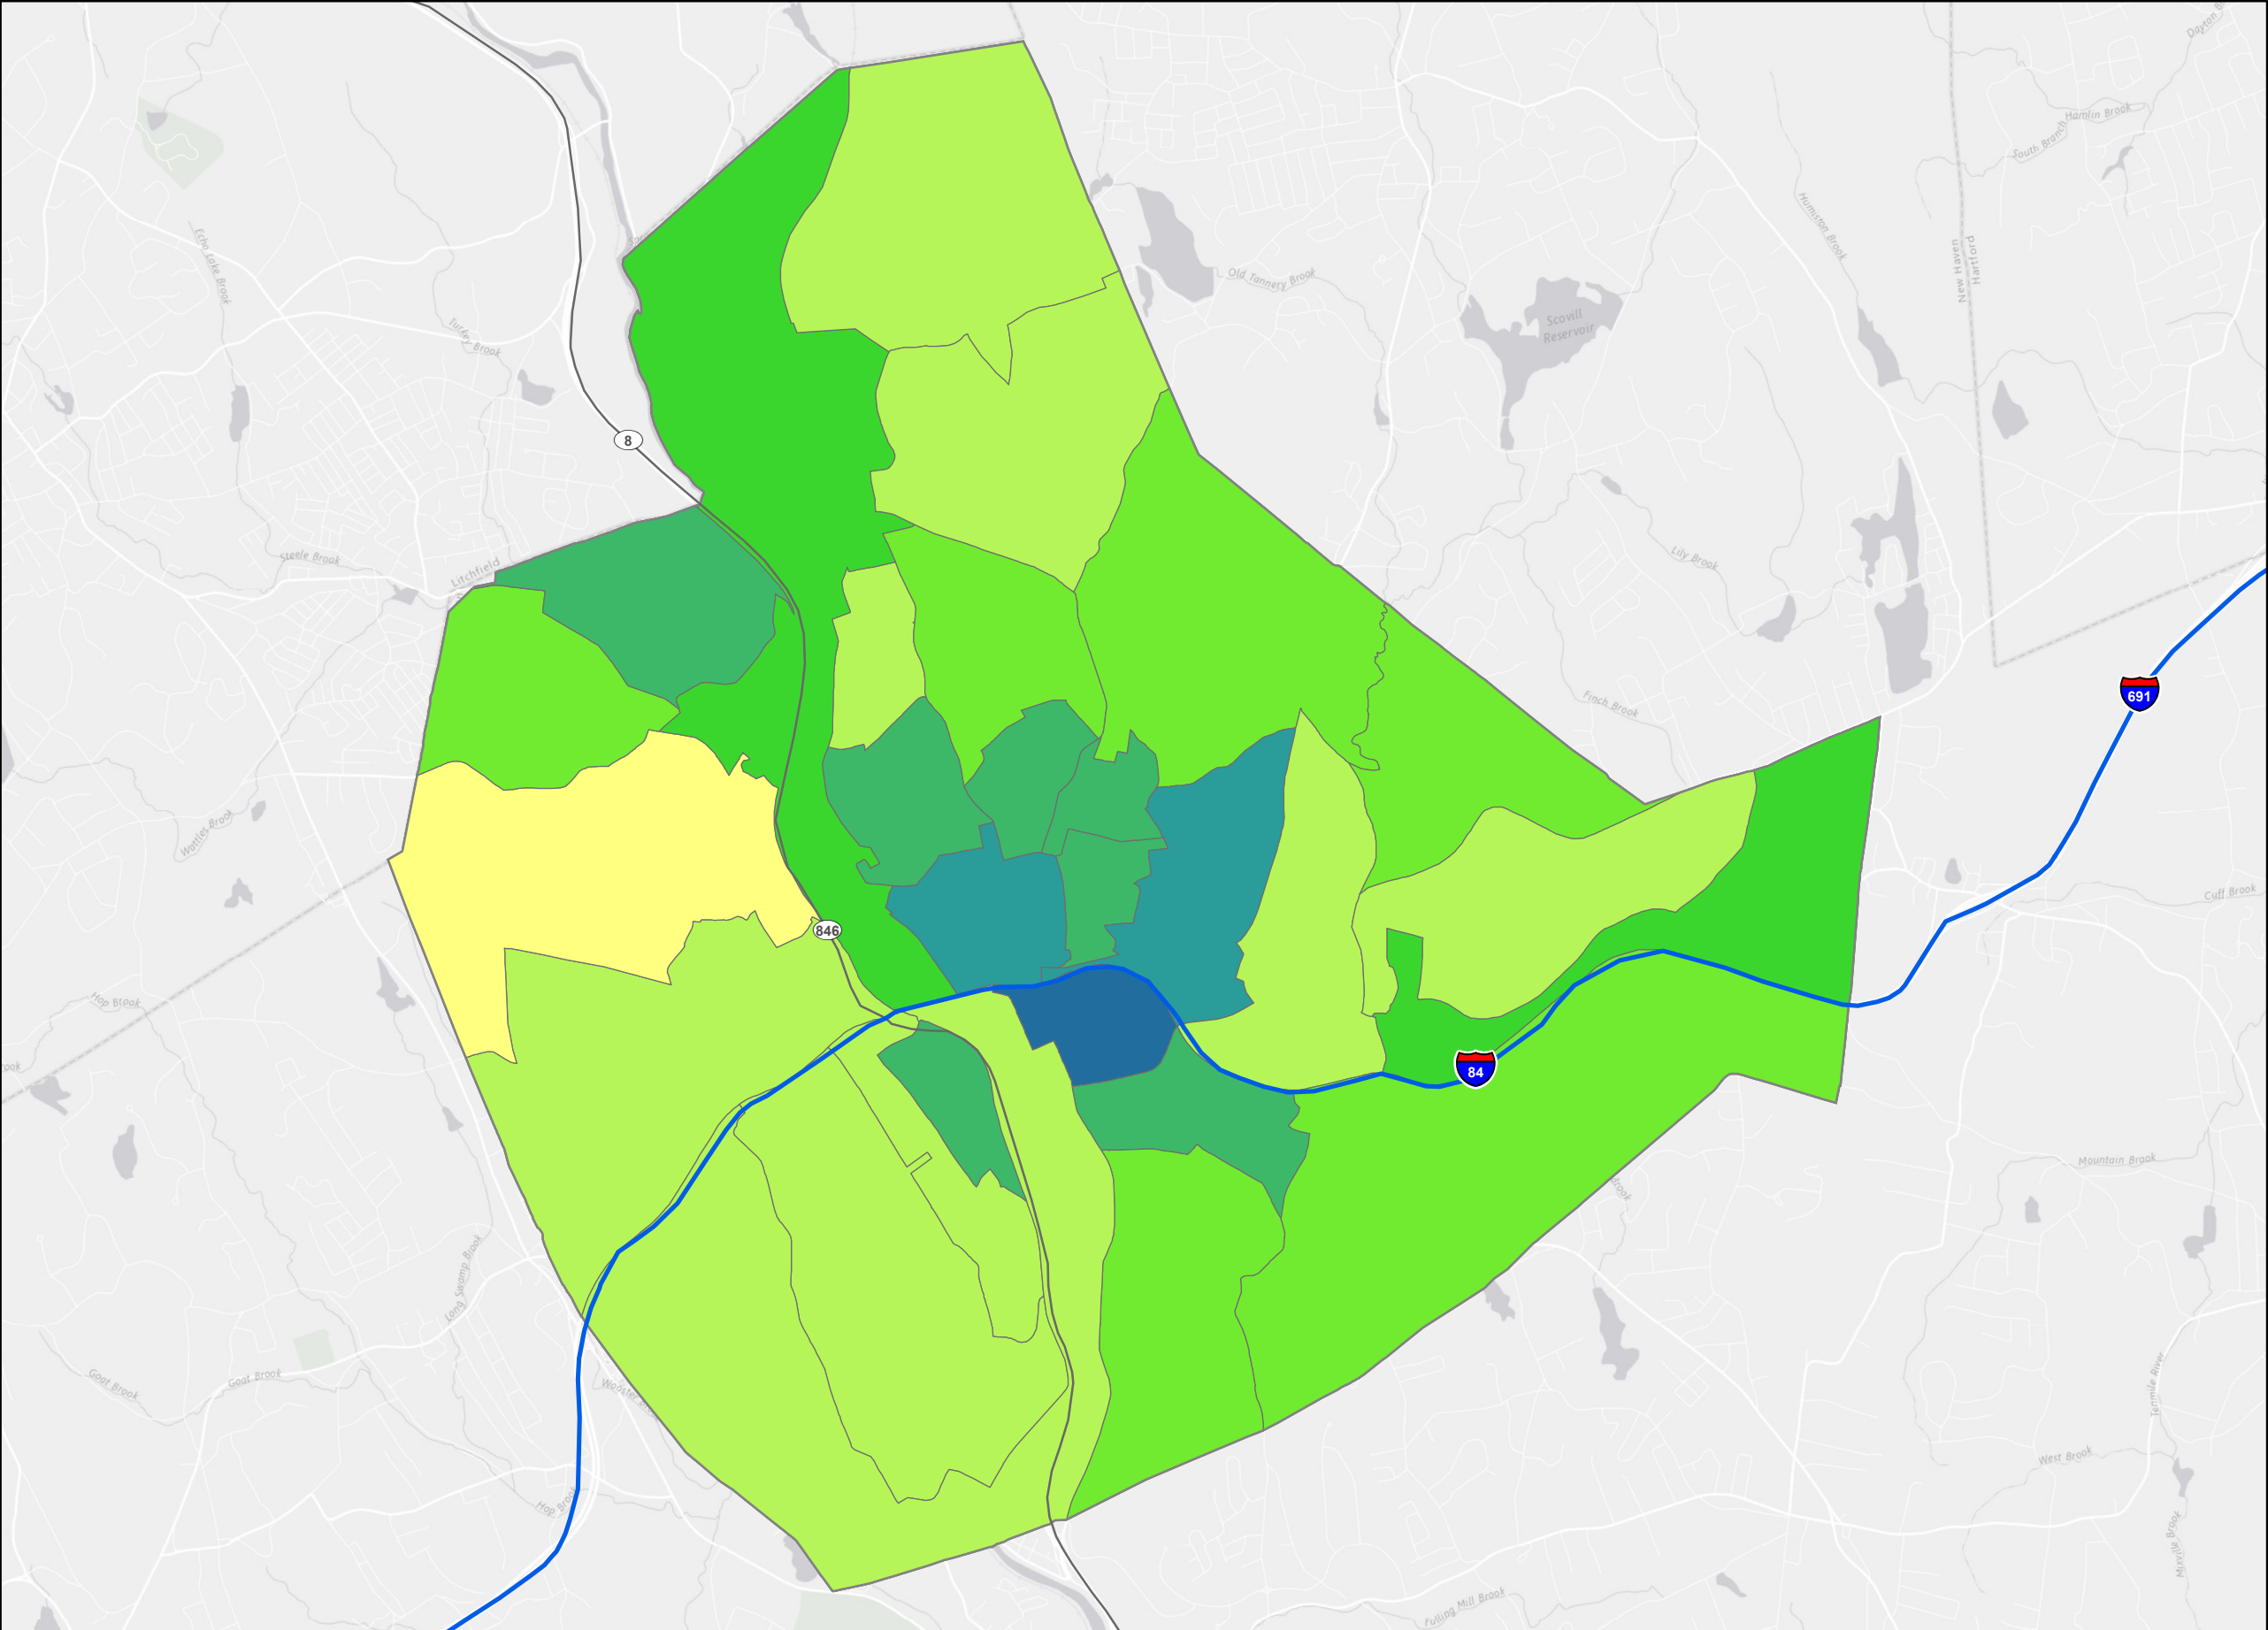 Hamlin Brook
South Branch
Echo Lake Brook
Humiston Brook
New Haven
Hartford
Old Tannery Brook
Scovill
Reservoir
Turkey Brook
8
Steele Brook
Litchfield
Lily Brook
Finch Brook
691
Wattles Brook
Cuff Brook
846
Hop Brook
84
Mountain Brook
Brook
Long Swamp Brook
Goat Brook
Goat Brook
Tenmile River
West Brook
Hop Brook
Mixville Brook
Fulling Mill Brook